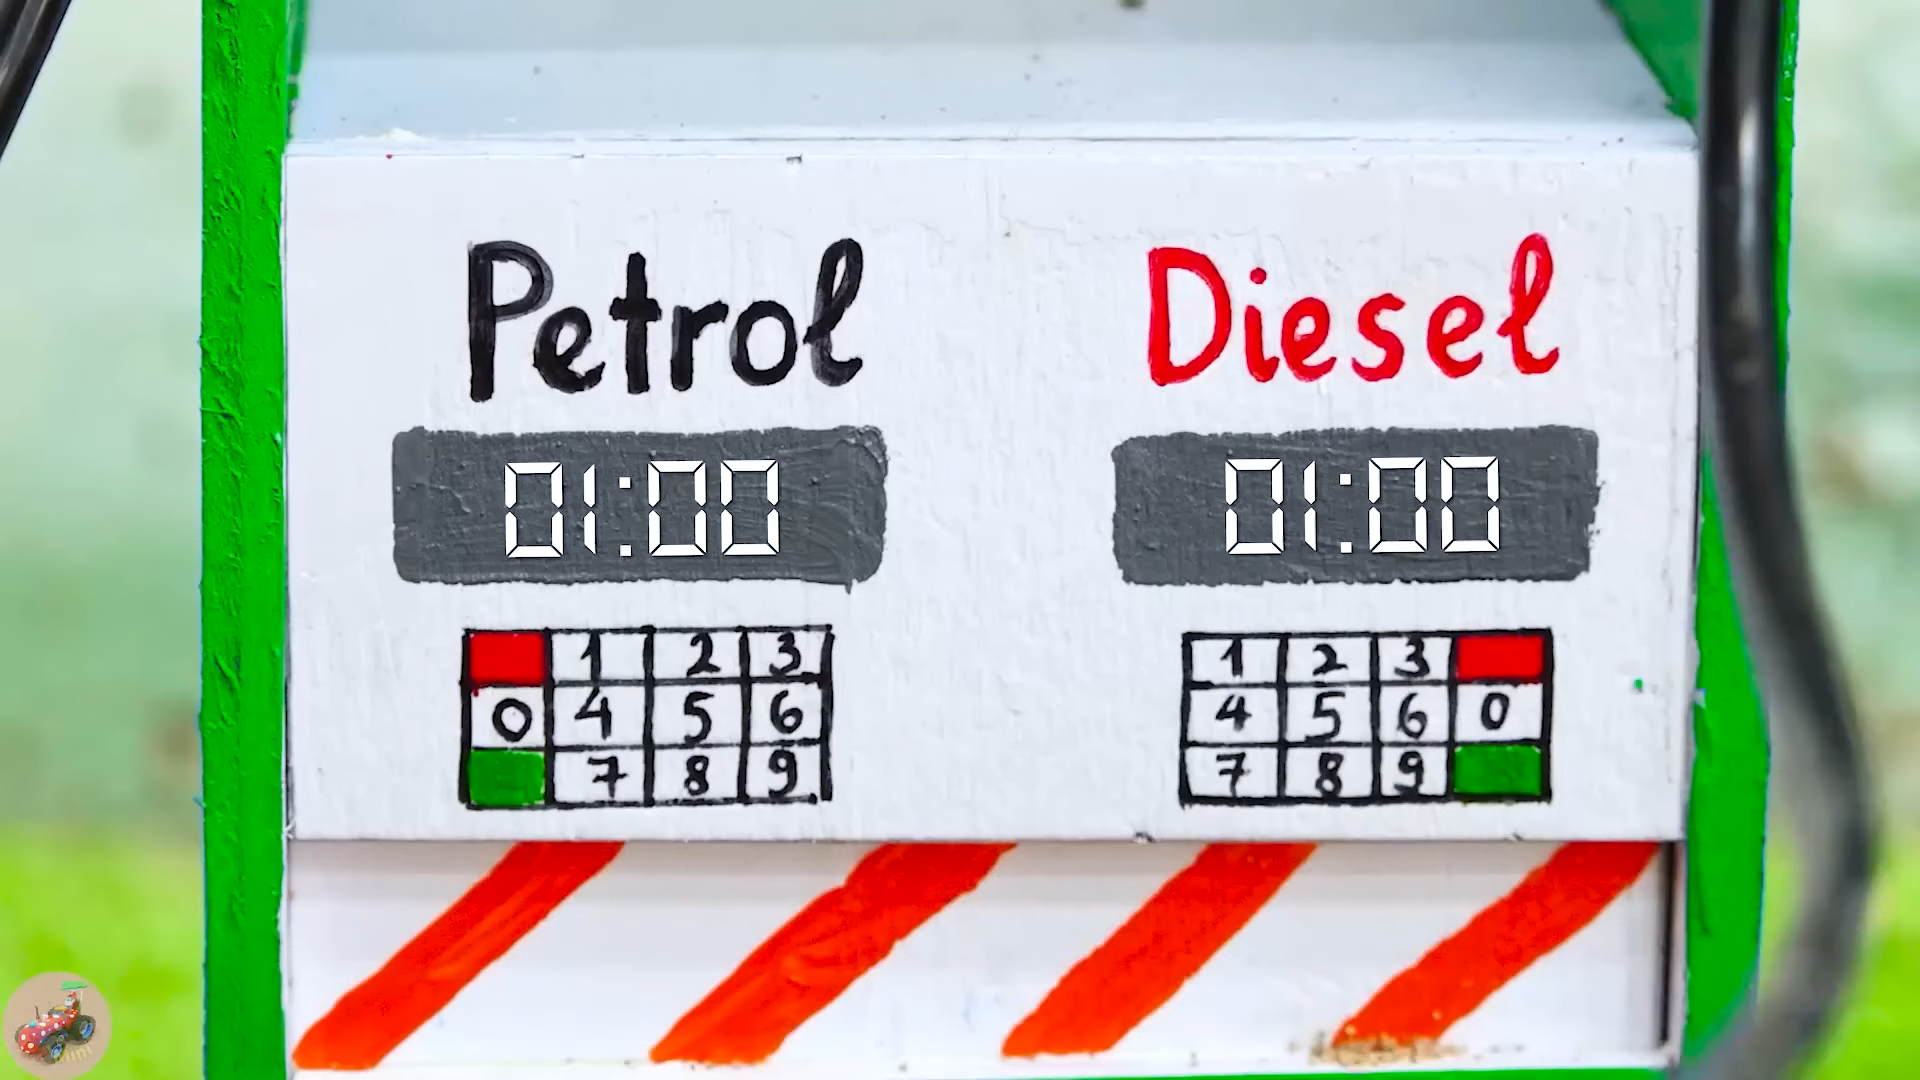 Petrol
Diesel
01:00
01:00
1 2 3
0 4 5 6
7 8 9
1 2 3
4 5 6 0
7 8 9